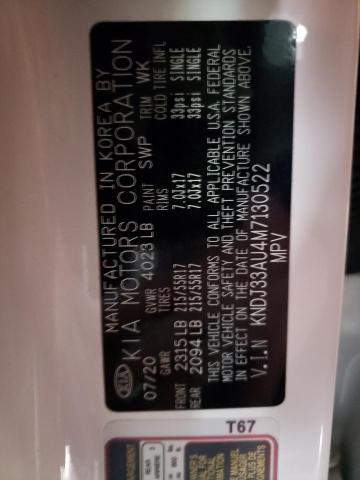 MANUFACTURED IN KOREA BY
KIA KIA MOTORS CORPORATION
07/20 GVWR 4023 LB PAINT SWP TRIM WK
GAWR TIRES RIMS COLD TIRE INFL
FRONT 2315 LB 215/55R17 7.0Jx17 33psi SINGLE
REAR 2094 LB 215/55R17 7.0Jx17 33psi SINGLE
THIS VEHICLE CONFORMS TO ALL APPLICABLE U.S.A. FEDERAL
MOTOR VEHICLE SAFETY AND THEFT PREVENTION STANDARDS
IN EFFECT ON THE DATE OF MANUFACTURE SHOWN ABOVE.
V.I.N KNDJ33AU4M7130522
MPV
T67
REAR 3
ARRIERE